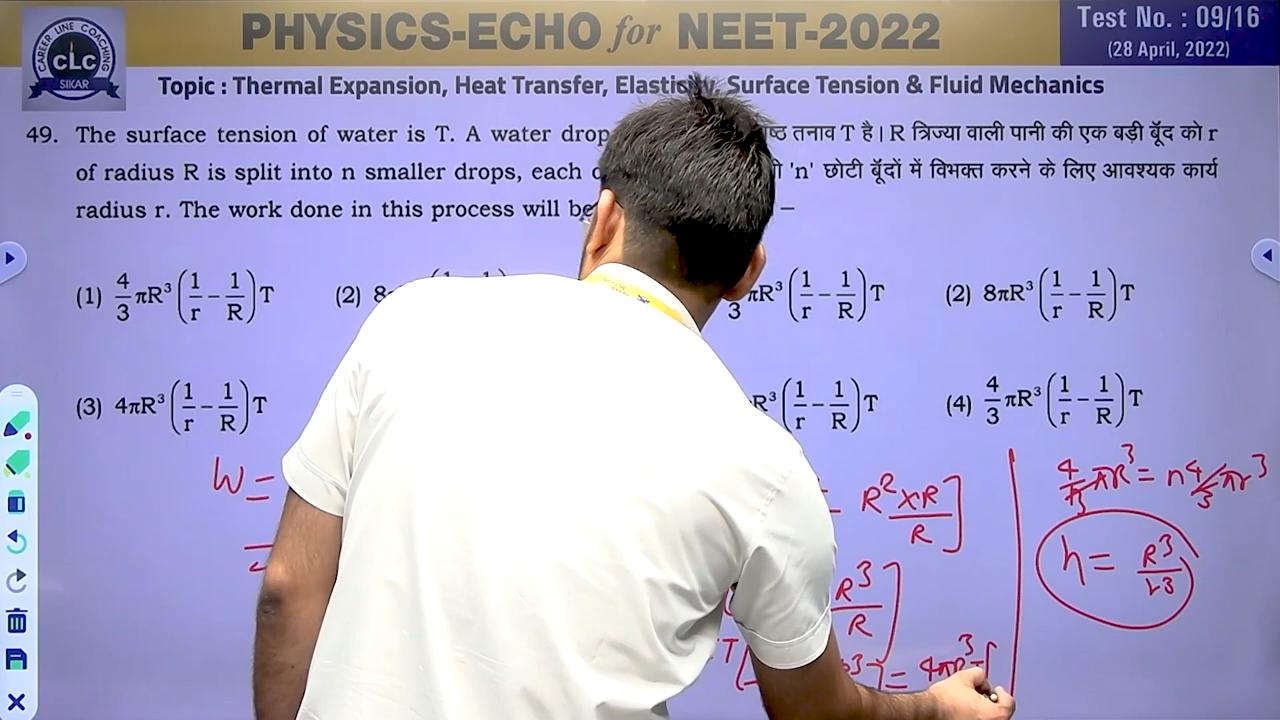 PHYSICS-ECHO for NEET-2022
Test No. : 09/16
(28 April, 2022)
CAREER LINE COACHING
CLC
SIKAR
Topic : Thermal Expansion, Heat Transfer, Elasticity, Surface Tension & Fluid Mechanics
49. The surface tension of water is T. A water drop
of radius R is split into n smaller drops, each
radius r. The work done in this process will be
तनाव T है। R त्रिज्या वाली पानी की एक बड़ी बूँद को r
'n' छोटी बूँदों में विभक्त करने के लिए आवश्यक कार्य
–
(1) 4/3 πR³ (1/r – 1/R) T
(2) 8
3 πR³ (1/r – 1/R) T
(2) 8πR³ (1/r – 1/R) T
(3) 4πR³ (1/r – 1/R) T
R³ (1/r – 1/R) T
(4) 4/3 πR³ (1/r – 1/R) T
W =
=
R² × R / R ]
R³ / R ]
T [
= 4πR³
4/3 πR³ = n 4/3 πr³
n = R³ / r³